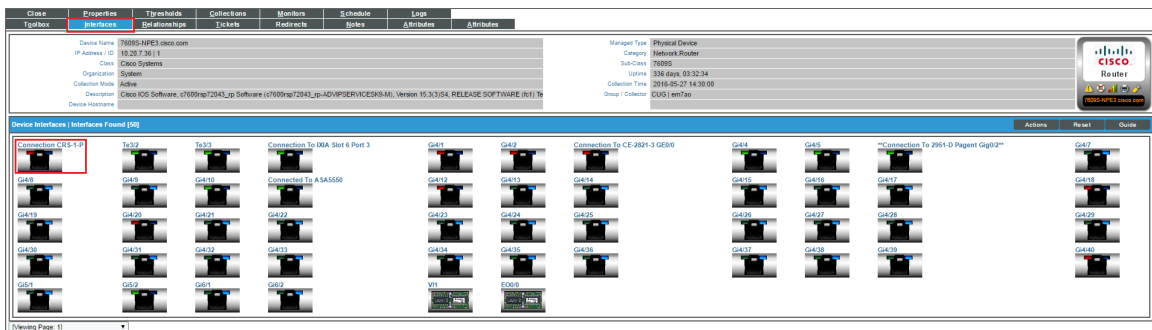 Close Properties Thresholds Collections Monitors Schedule Logs
Toolbox Interfaces Relationships Tickets Redirects Notes Attributes Attributes
Device Name 7609S-NPE3.cisco.com Managed Type Physical Device
IP Address / ID 10.20.7.36 | 1 Category Network.Router
Class Cisco Systems Sub-Class 7609S
Organization System Uptime 336 days, 03:32:34
Collection Mode Active Collection Time 2016-05-27 14:30:00
Description Cisco IOS Software, c7600rsp72043_rp Software (c7600rsp72043_rp-ADVIPSERVICESK9-M), Version 15.3(3)S4, RELEASE SOFTWARE (fc1) Te Group / Collector CUG | em7ao
Device Hostname
CISCO
Router
7609S-NPE3.cisco.com
Device Interfaces | Interfaces Found [50] Actions Reset Guide
Connection CRS-1-P Te3/2 Te3/3 Connection To IXIA Slot 6 Port 3 Gi4/1 Gi4/2 Connection To CE-2821-3 GE0/0 Gi4/4 Gi4/5 **Connection To 2951-D Pagent Gig0/2** Gi4/7
Gi4/8 Gi4/9 Gi4/10 Connected To ASA5550 Gi4/12 Gi4/13 Gi4/14 Gi4/15 Gi4/16 Gi4/17 Gi4/18
Gi4/19 Gi4/20 Gi4/21 Gi4/22 Gi4/23 Gi4/24 Gi4/25 Gi4/26 Gi4/27 Gi4/28 Gi4/29
Gi4/30 Gi4/31 Gi4/32 Gi4/33 Gi4/34 Gi4/35 Gi4/36 Gi4/37 Gi4/38 Gi4/39 Gi4/40
Gi5/1 Gi5/2 Gi6/1 Gi6/2 Vl1 EO0/0
[Viewing Page: 1]